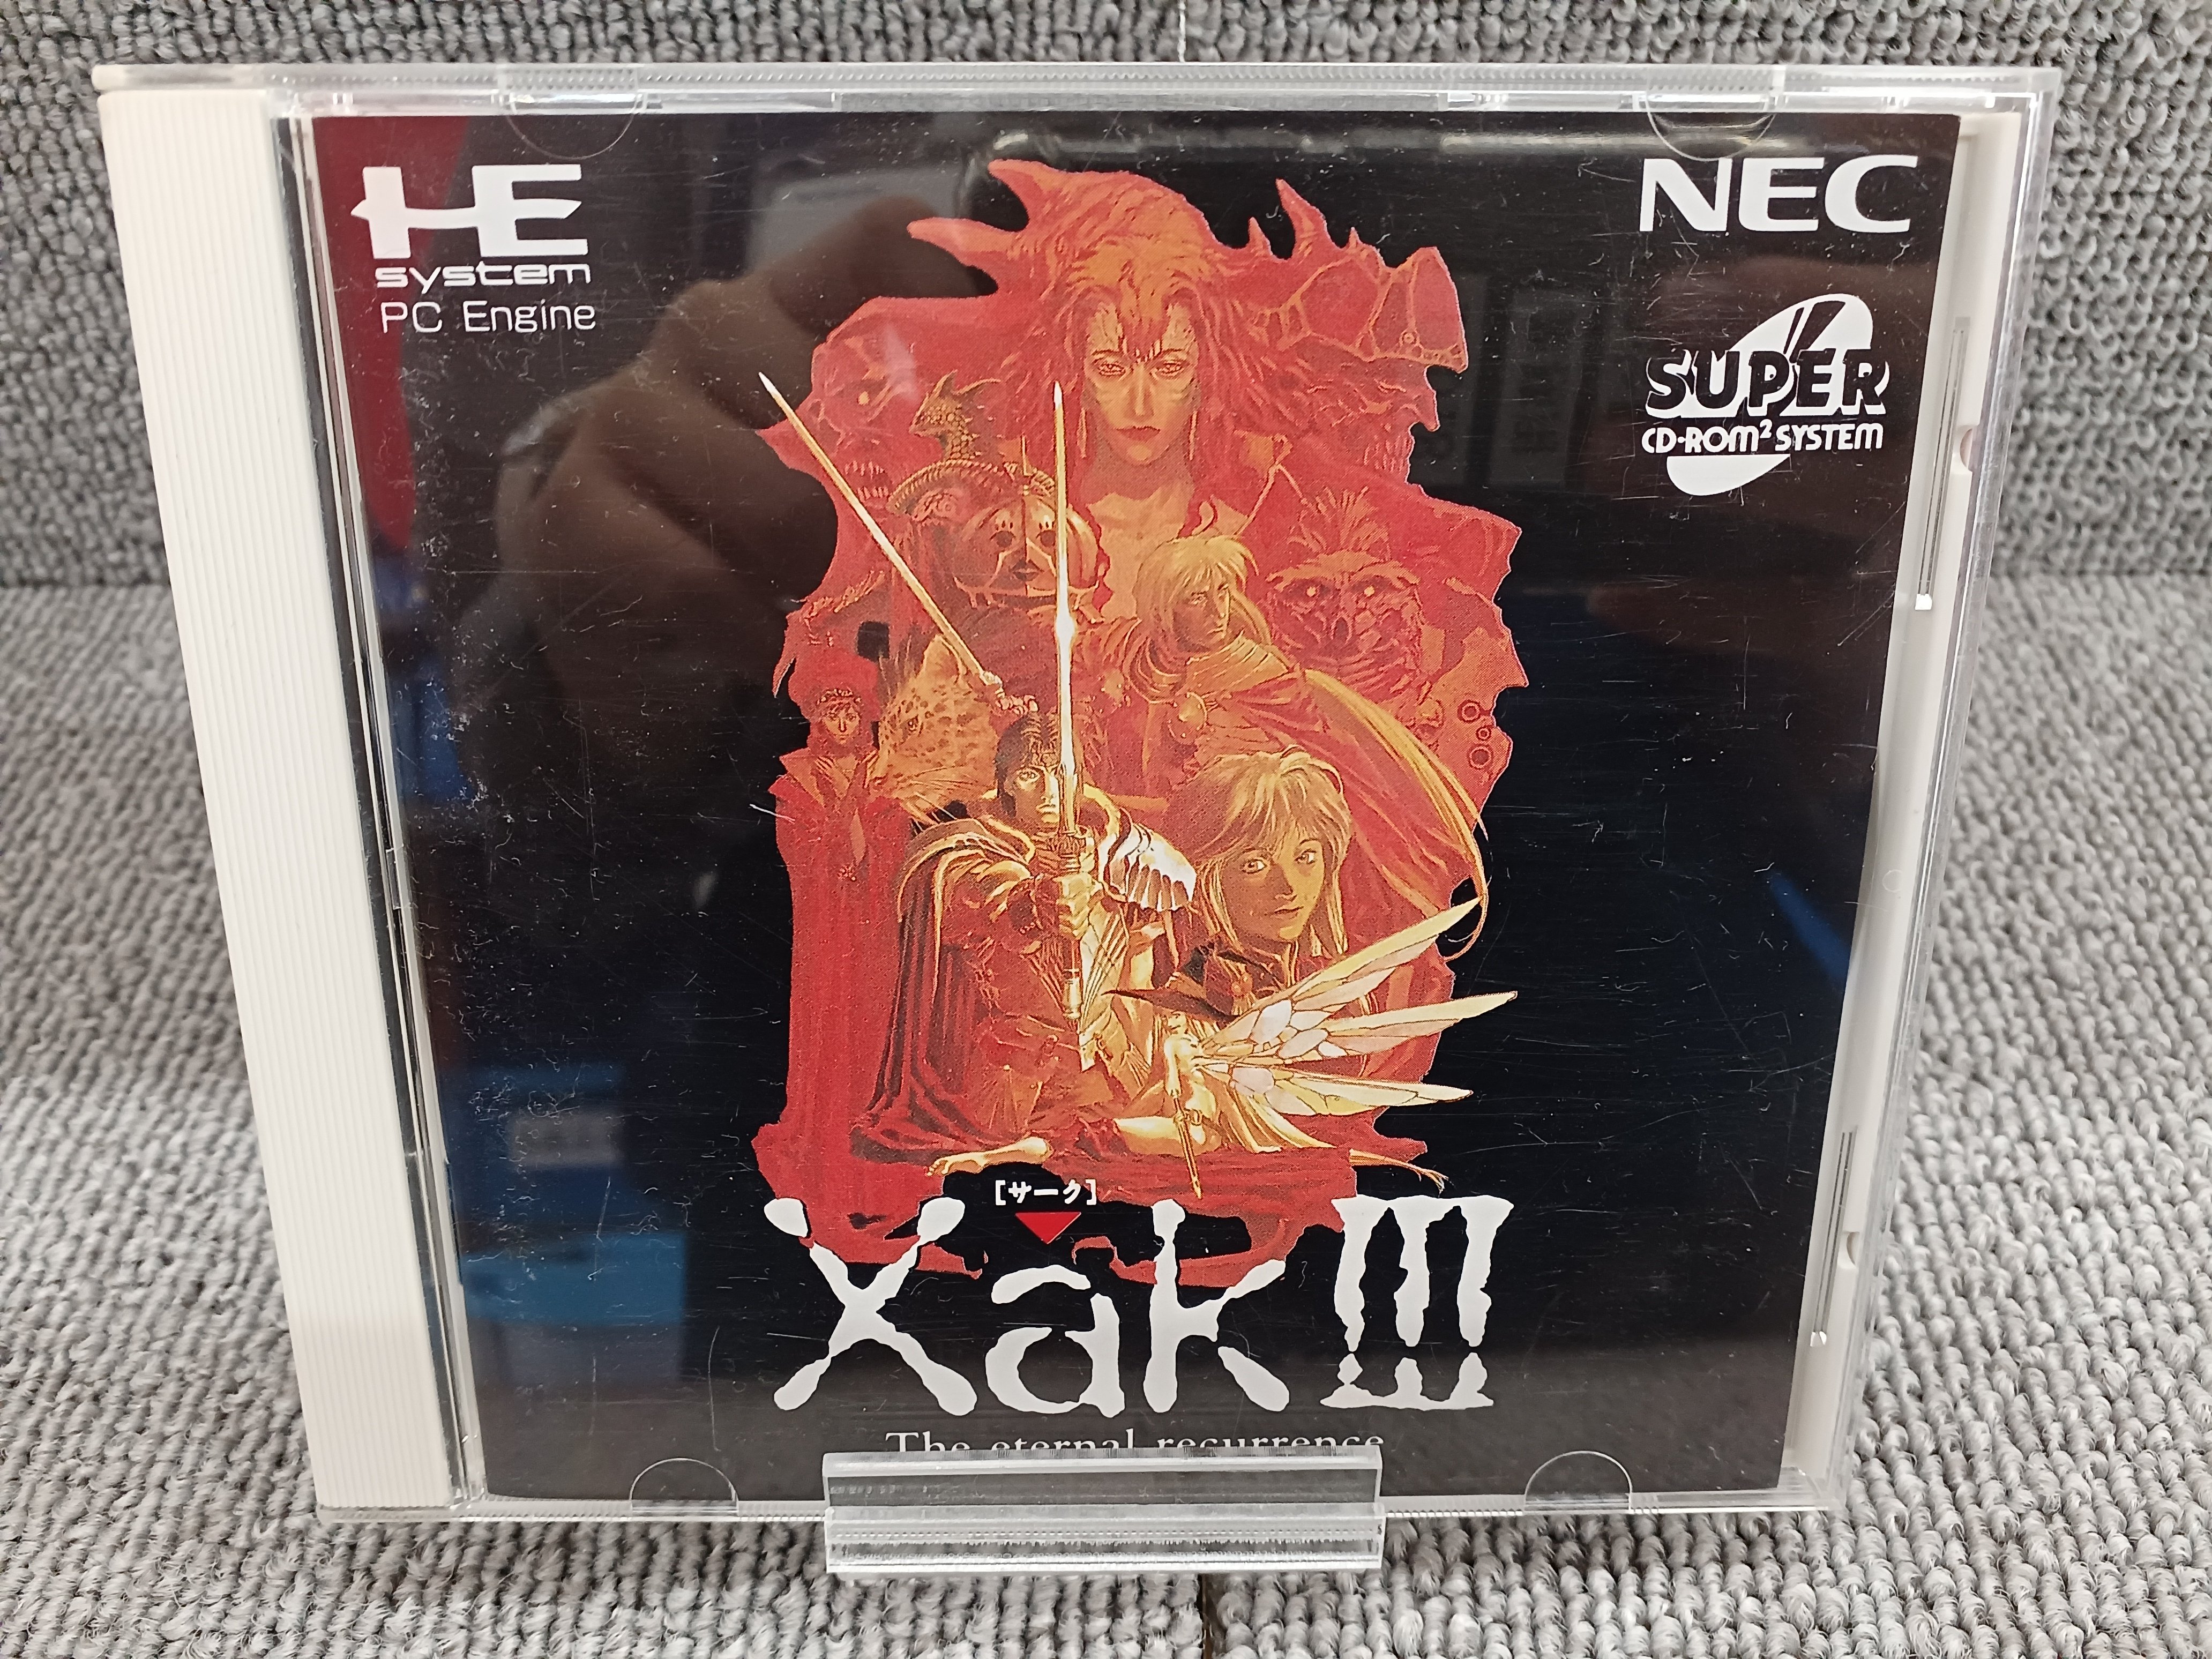 HE
system
PC Engine
NEC
SUPER
CD-ROM² SYSTEM
[サーク]
Xak III
The eternal recurrence